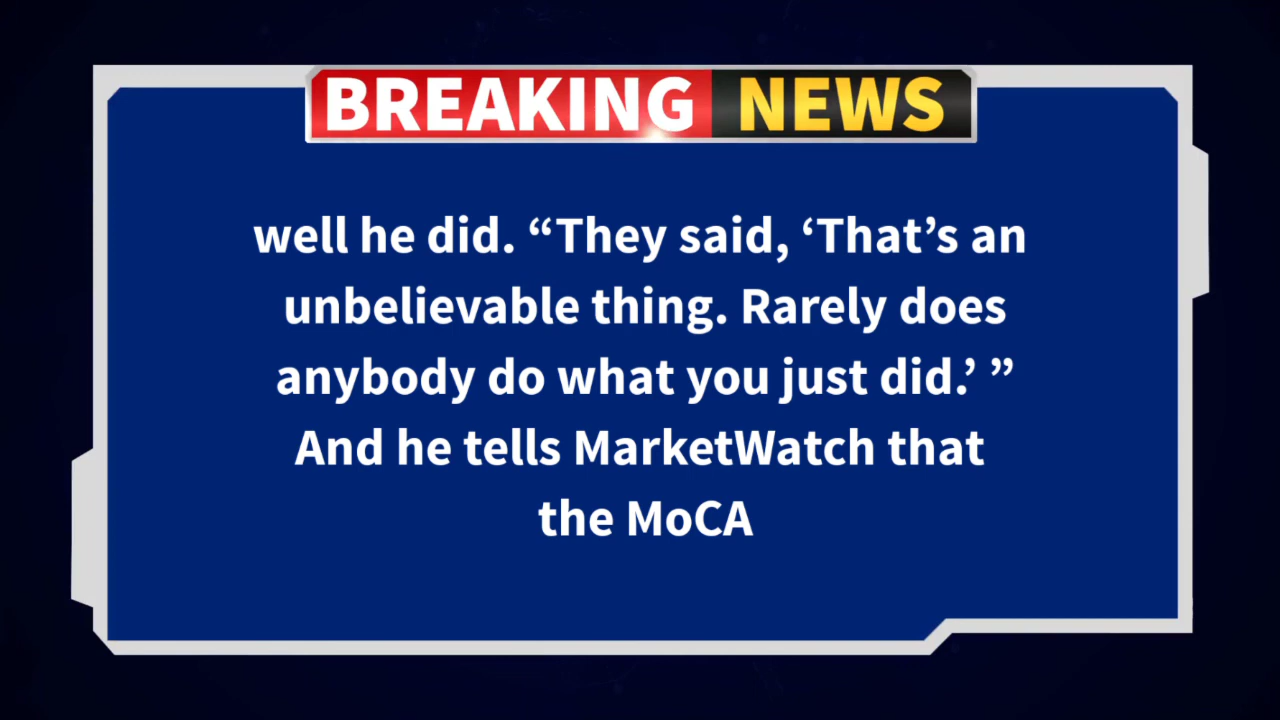 BREAKING NEWS
well he did. “They said, ‘That’s an
unbelievable thing. Rarely does
anybody do what you just did.’ ”
And he tells MarketWatch that
the MoCA